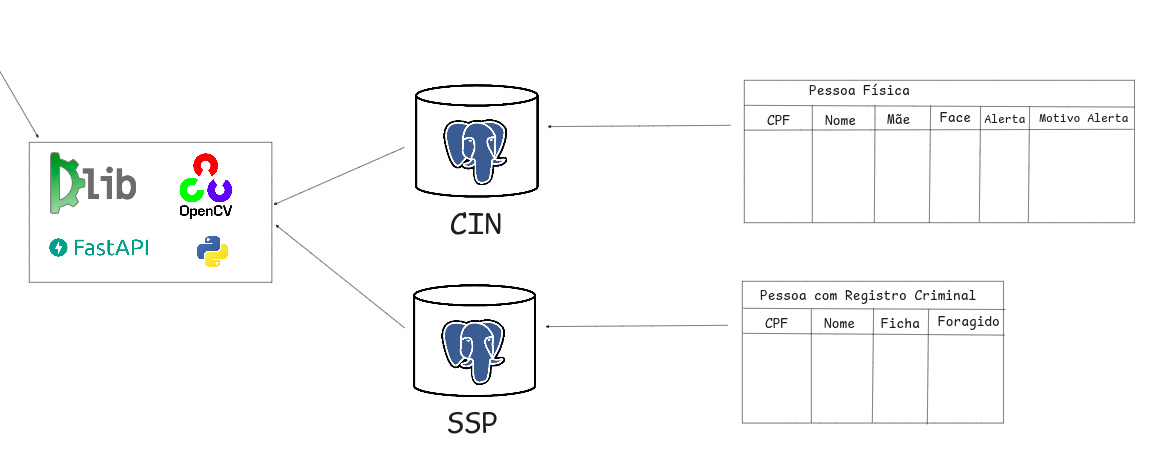 Pessoa Física
CPF Nome Mãe Face Alerta Motivo Alerta
Dlib
OpenCV
FastAPI
CIN
Pessoa com Registro Criminal
CPF Nome Ficha Foragido
SSP